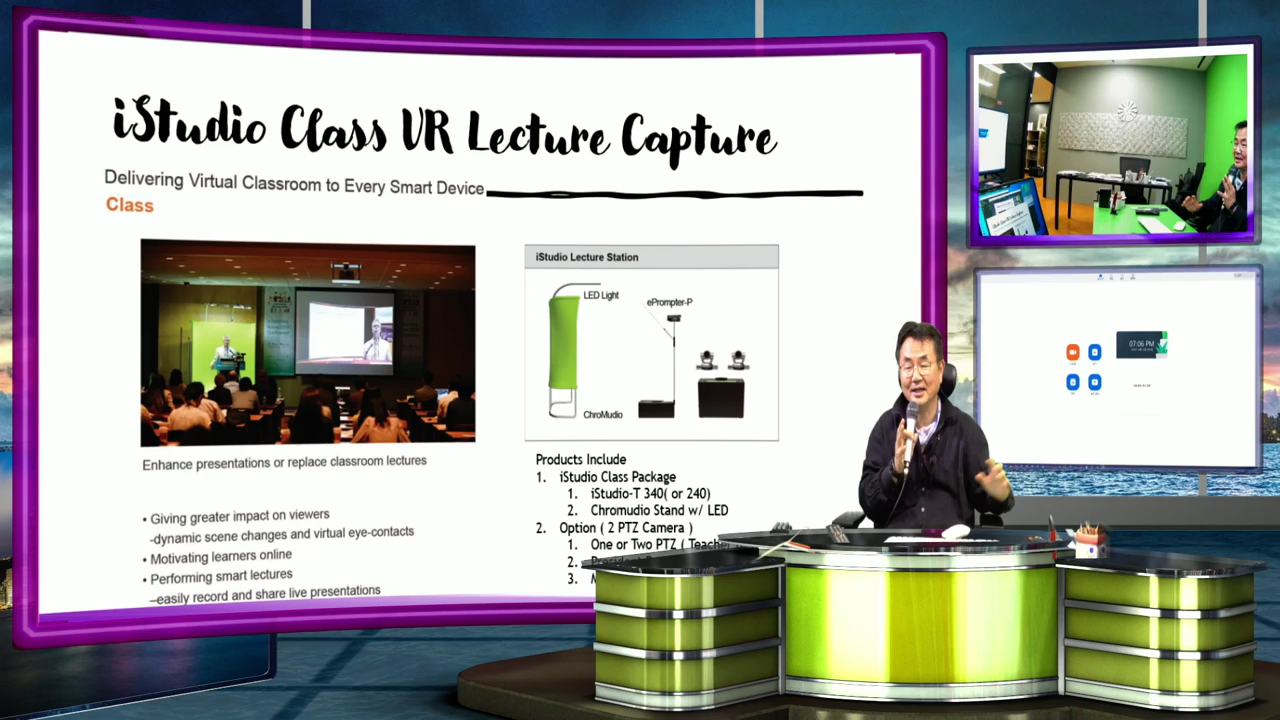 iStudio Class VR Lecture Capture
Delivering Virtual Classroom to Every Smart Device
Class
iStudio Lecture Station
LED Light
ePrompter-P
ChroMudio
Enhance presentations or replace classroom lectures
• Giving greater impact on viewers
-dynamic scene changes and virtual eye-contacts
• Motivating learners online
• Performing smart lectures
–easily record and share live presentations
Products Include
1. iStudio Class Package
1. iStudio-T 340( or 240)
2. Chromudio Stand w/ LED
2. Option ( 2 PTZ Camera )
1. One or Two PTZ (
2.
3.
07:06 PM